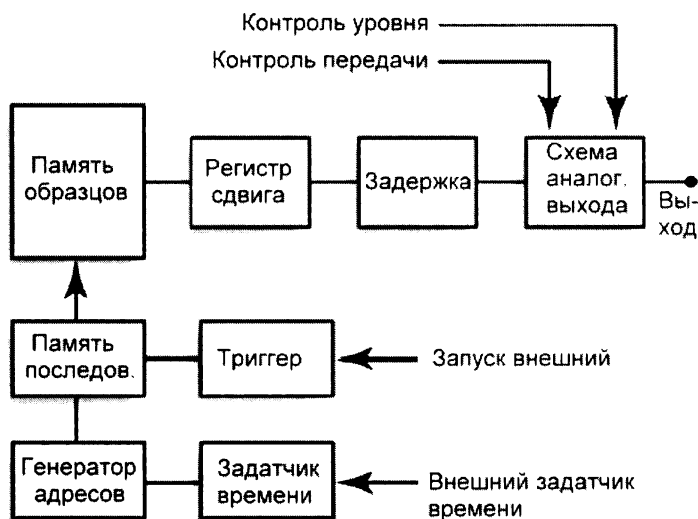 Контроль уровня
Контроль передачи
Память
образцов
Регистр
сдвига
Задержка
Схема
аналог.
выхода
Вы-
ход
Память
последов.
Триггер
Запуск внешний
Генератор
адресов
Задатчик
времени
Внешний задатчик
времени